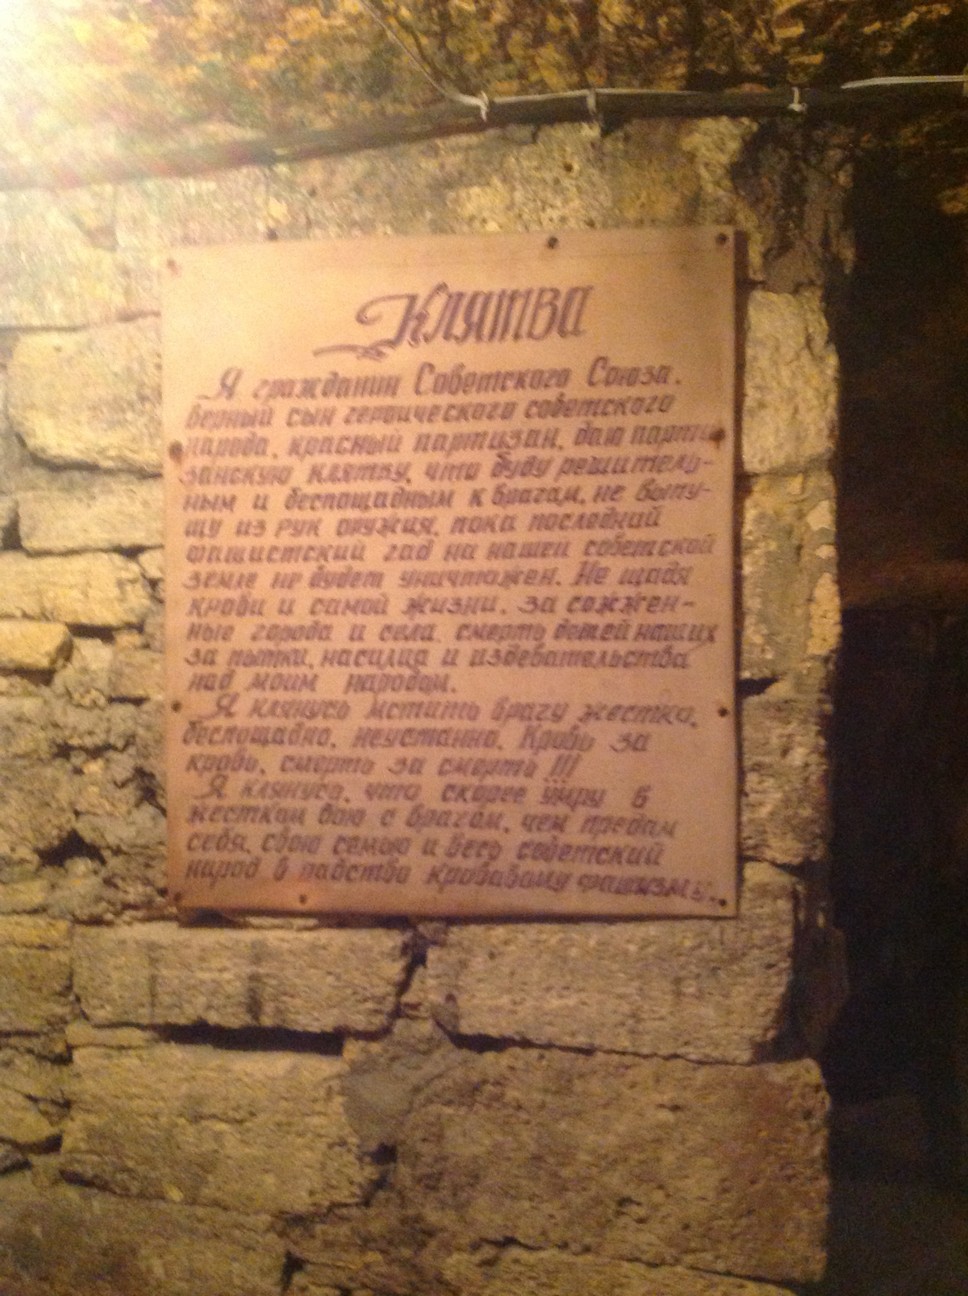 Клятва
Я гражданин Советского Союза,
верный сын героического советского
народа, красный партизан, даю парти-
занскую клятву, что буду решитель-
ным и беспощадным к врагам, не выпу-
щу из рук оружия, пока последний
фашистский гад на нашей советской
земле не будет уничтожен. Не щадя
крови и самой жизни, за сожжен-
ные города и села, смерть детей наших
за пытки, насилия и издевательства
над моим народом.
Я клянусь мстить врагу жестко,
беспощадно, неустанно. Кровь за
кровь, смерть за смерть!!!
Я клянусь, что скорее умру в
жестком бою с врагом, чем предам
себя, свою семью и весь советский
народ в рабство кровавому фашизму.